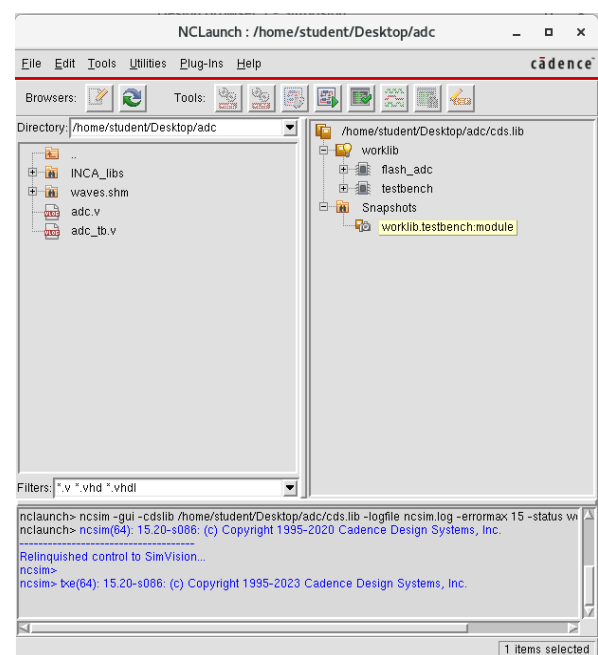 NCLaunch : /home/student/Desktop/adc
File Edit Tools Utilities Plug-Ins Help
cādence
Browsers: Tools:
Directory: /home/student/Desktop/adc
..
INCA_libs
waves.shm
adc.v
adc_tb.v
/home/student/Desktop/adc/cds.lib
worklib
flash_adc
testbench
Snapshots
worklib.testbench:module
Filters: *.v *.vhd *.vhdl
nclaunch> ncsim -gui -cdslib /home/student/Desktop/adc/cds.lib -logfile ncsim.log -errormax 15 -status
nclaunch> ncsim(64): 15.20-s086: (c) Copyright 1995-2020 Cadence Design Systems, Inc.
Relinquished control to SimVision...
ncsim>
ncsim> txe(64): 15.20-s086: (c) Copyright 1995-2023 Cadence Design Systems, Inc.
1 items selected